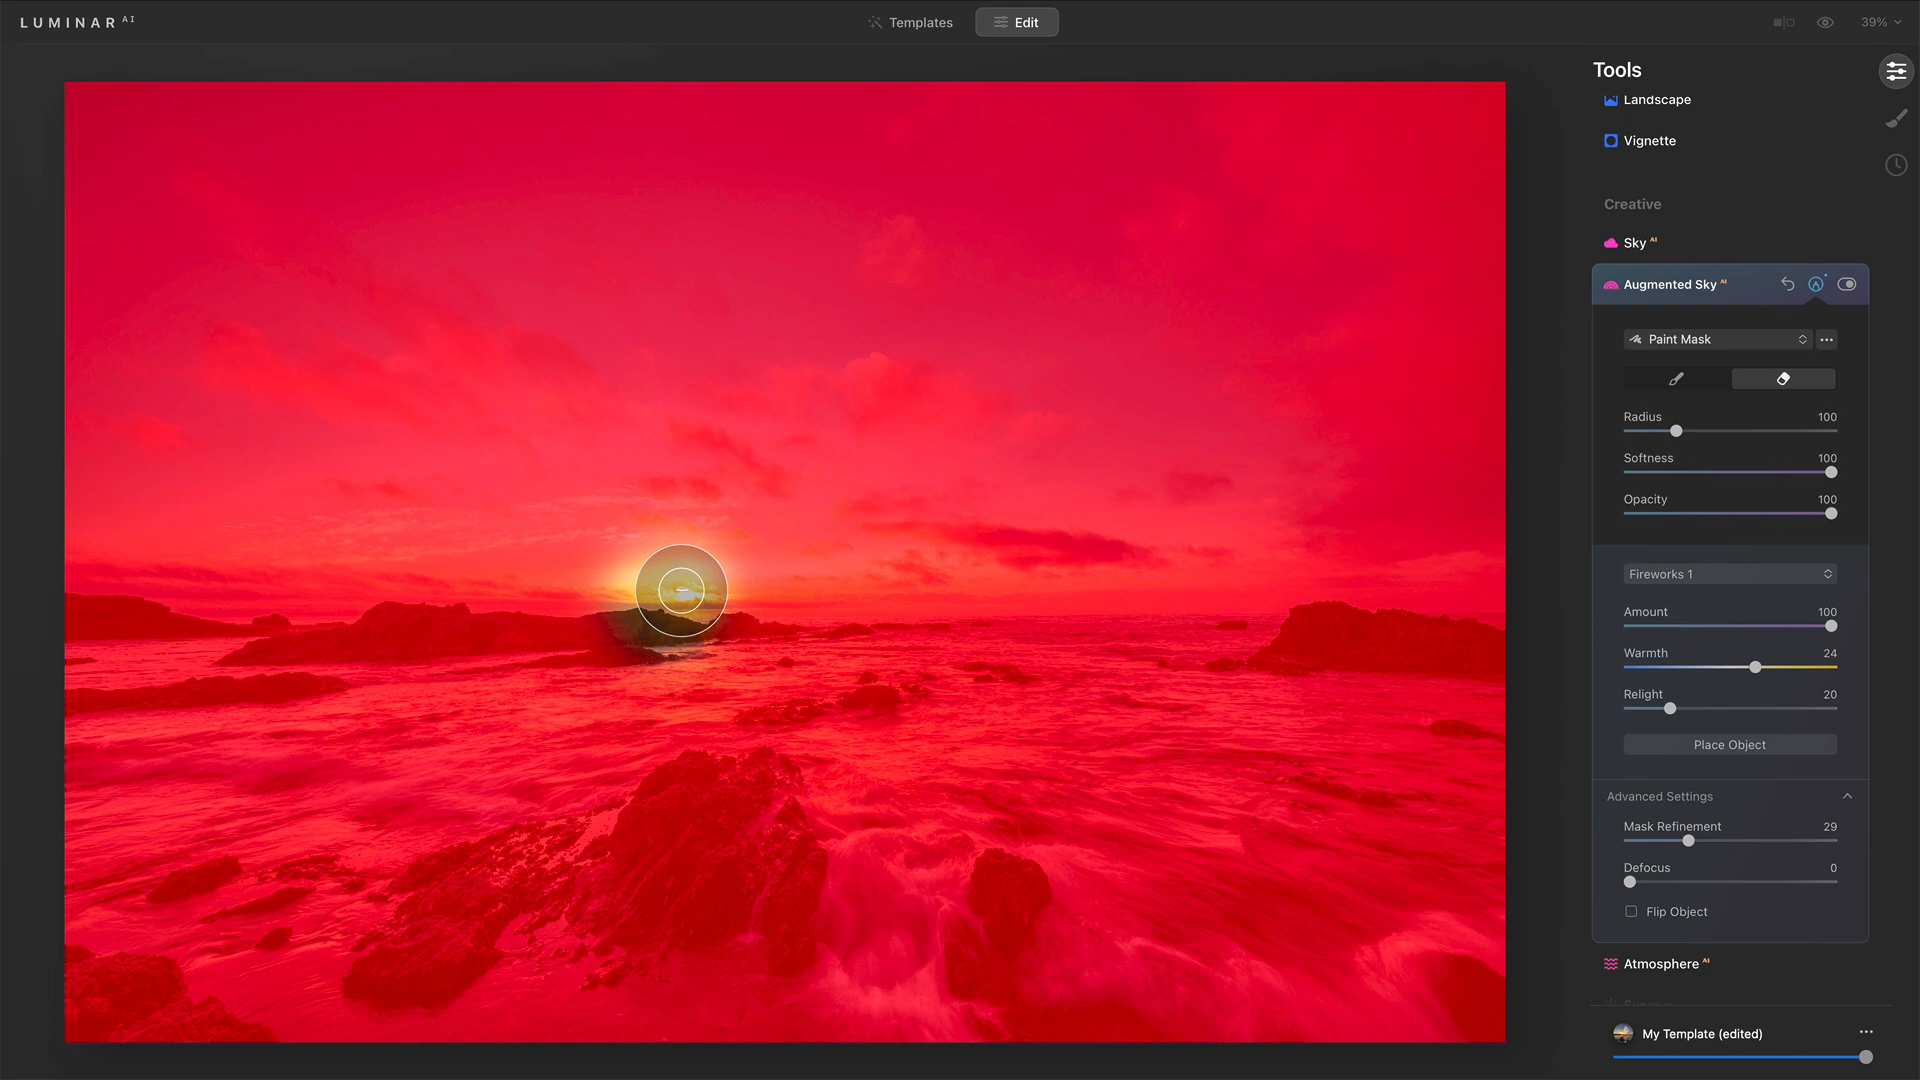 LUMINAR AI
Templates
Edit
39%
Tools
Landscape
Vignette
Creative
Sky AI
Augmented Sky AI
Paint Mask
Radius 100
Softness 100
Opacity 100
Fireworks 1
Amount 100
Warmth 24
Relight 20
Place Object
Advanced Settings
Mask Refinement 29
Defocus 0
Flip Object
Atmosphere AI
My Template (edited)